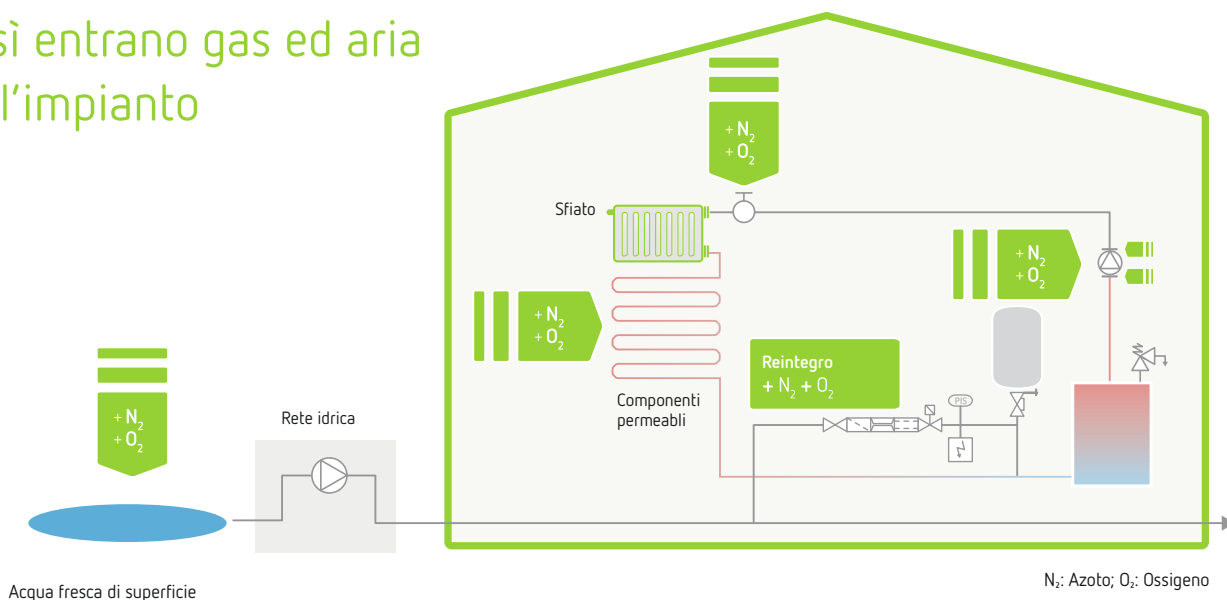 sì entrano gas ed aria
l'impianto
+ N₂
+ O₂
Sfiato
+ N₂
+ O₂
+ N₂
+ O₂
Reintegro
+ N₂ + O₂
PIS
Componenti
permeabli
+ N₂
+ O₂
Rete idrica
Acqua fresca di superficie
N₂: Azoto; O₂: Ossigeno